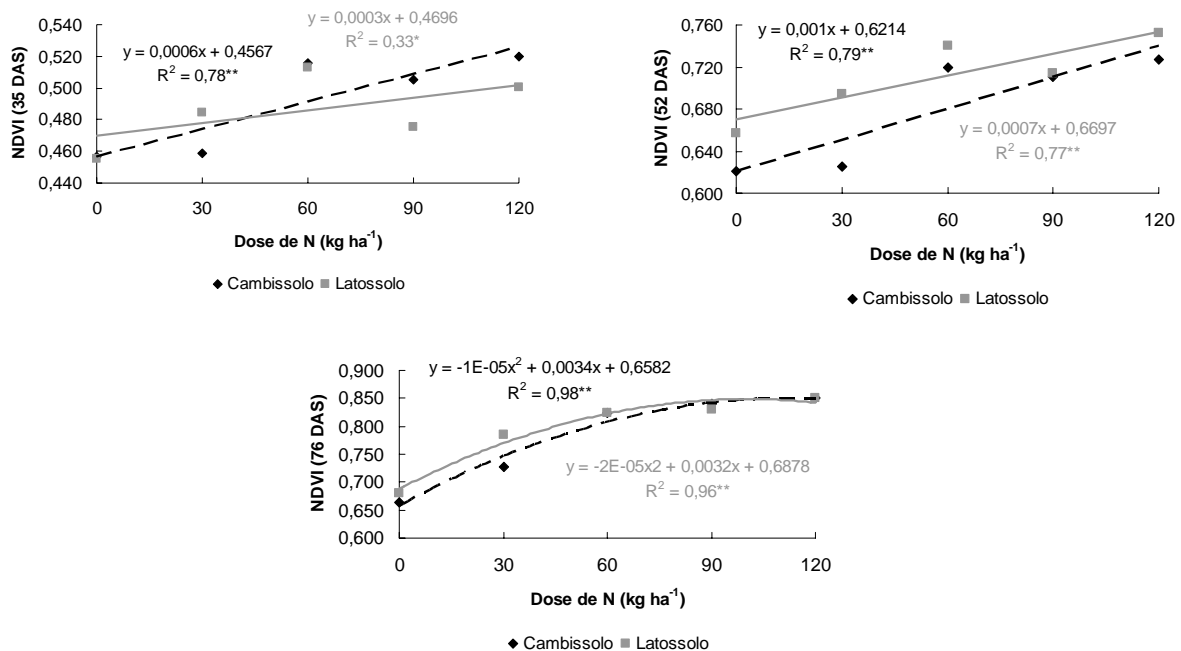 y = 0,0006x + 0,4567
R² = 0,78**
y = 0,0003x + 0,4696
R² = 0,33*
NDVI (35 DAS)
0,540
0,520
0,500
0,480
0,460
0,440
0 30 60 90 120
Dose de N (kg ha⁻¹)
Cambissolo Latossolo
y = 0,001x + 0,6214
R² = 0,79**
y = 0,0007x + 0,6697
R² = 0,77**
NDVI (52 DAS)
0,760
0,720
0,680
0,640
0,600
0 30 60 90 120
Dose de N (kg ha⁻¹)
Cambissolo Latossolo
y = -1E-05x² + 0,0034x + 0,6582
R² = 0,98**
y = -2E-05x2 + 0,0032x + 0,6878
R² = 0,96**
NDVI (76 DAS)
0,900
0,850
0,800
0,750
0,700
0,650
0,600
0 30 60 90 120
Dose de N (kg ha⁻¹)
Cambissolo Latossolo